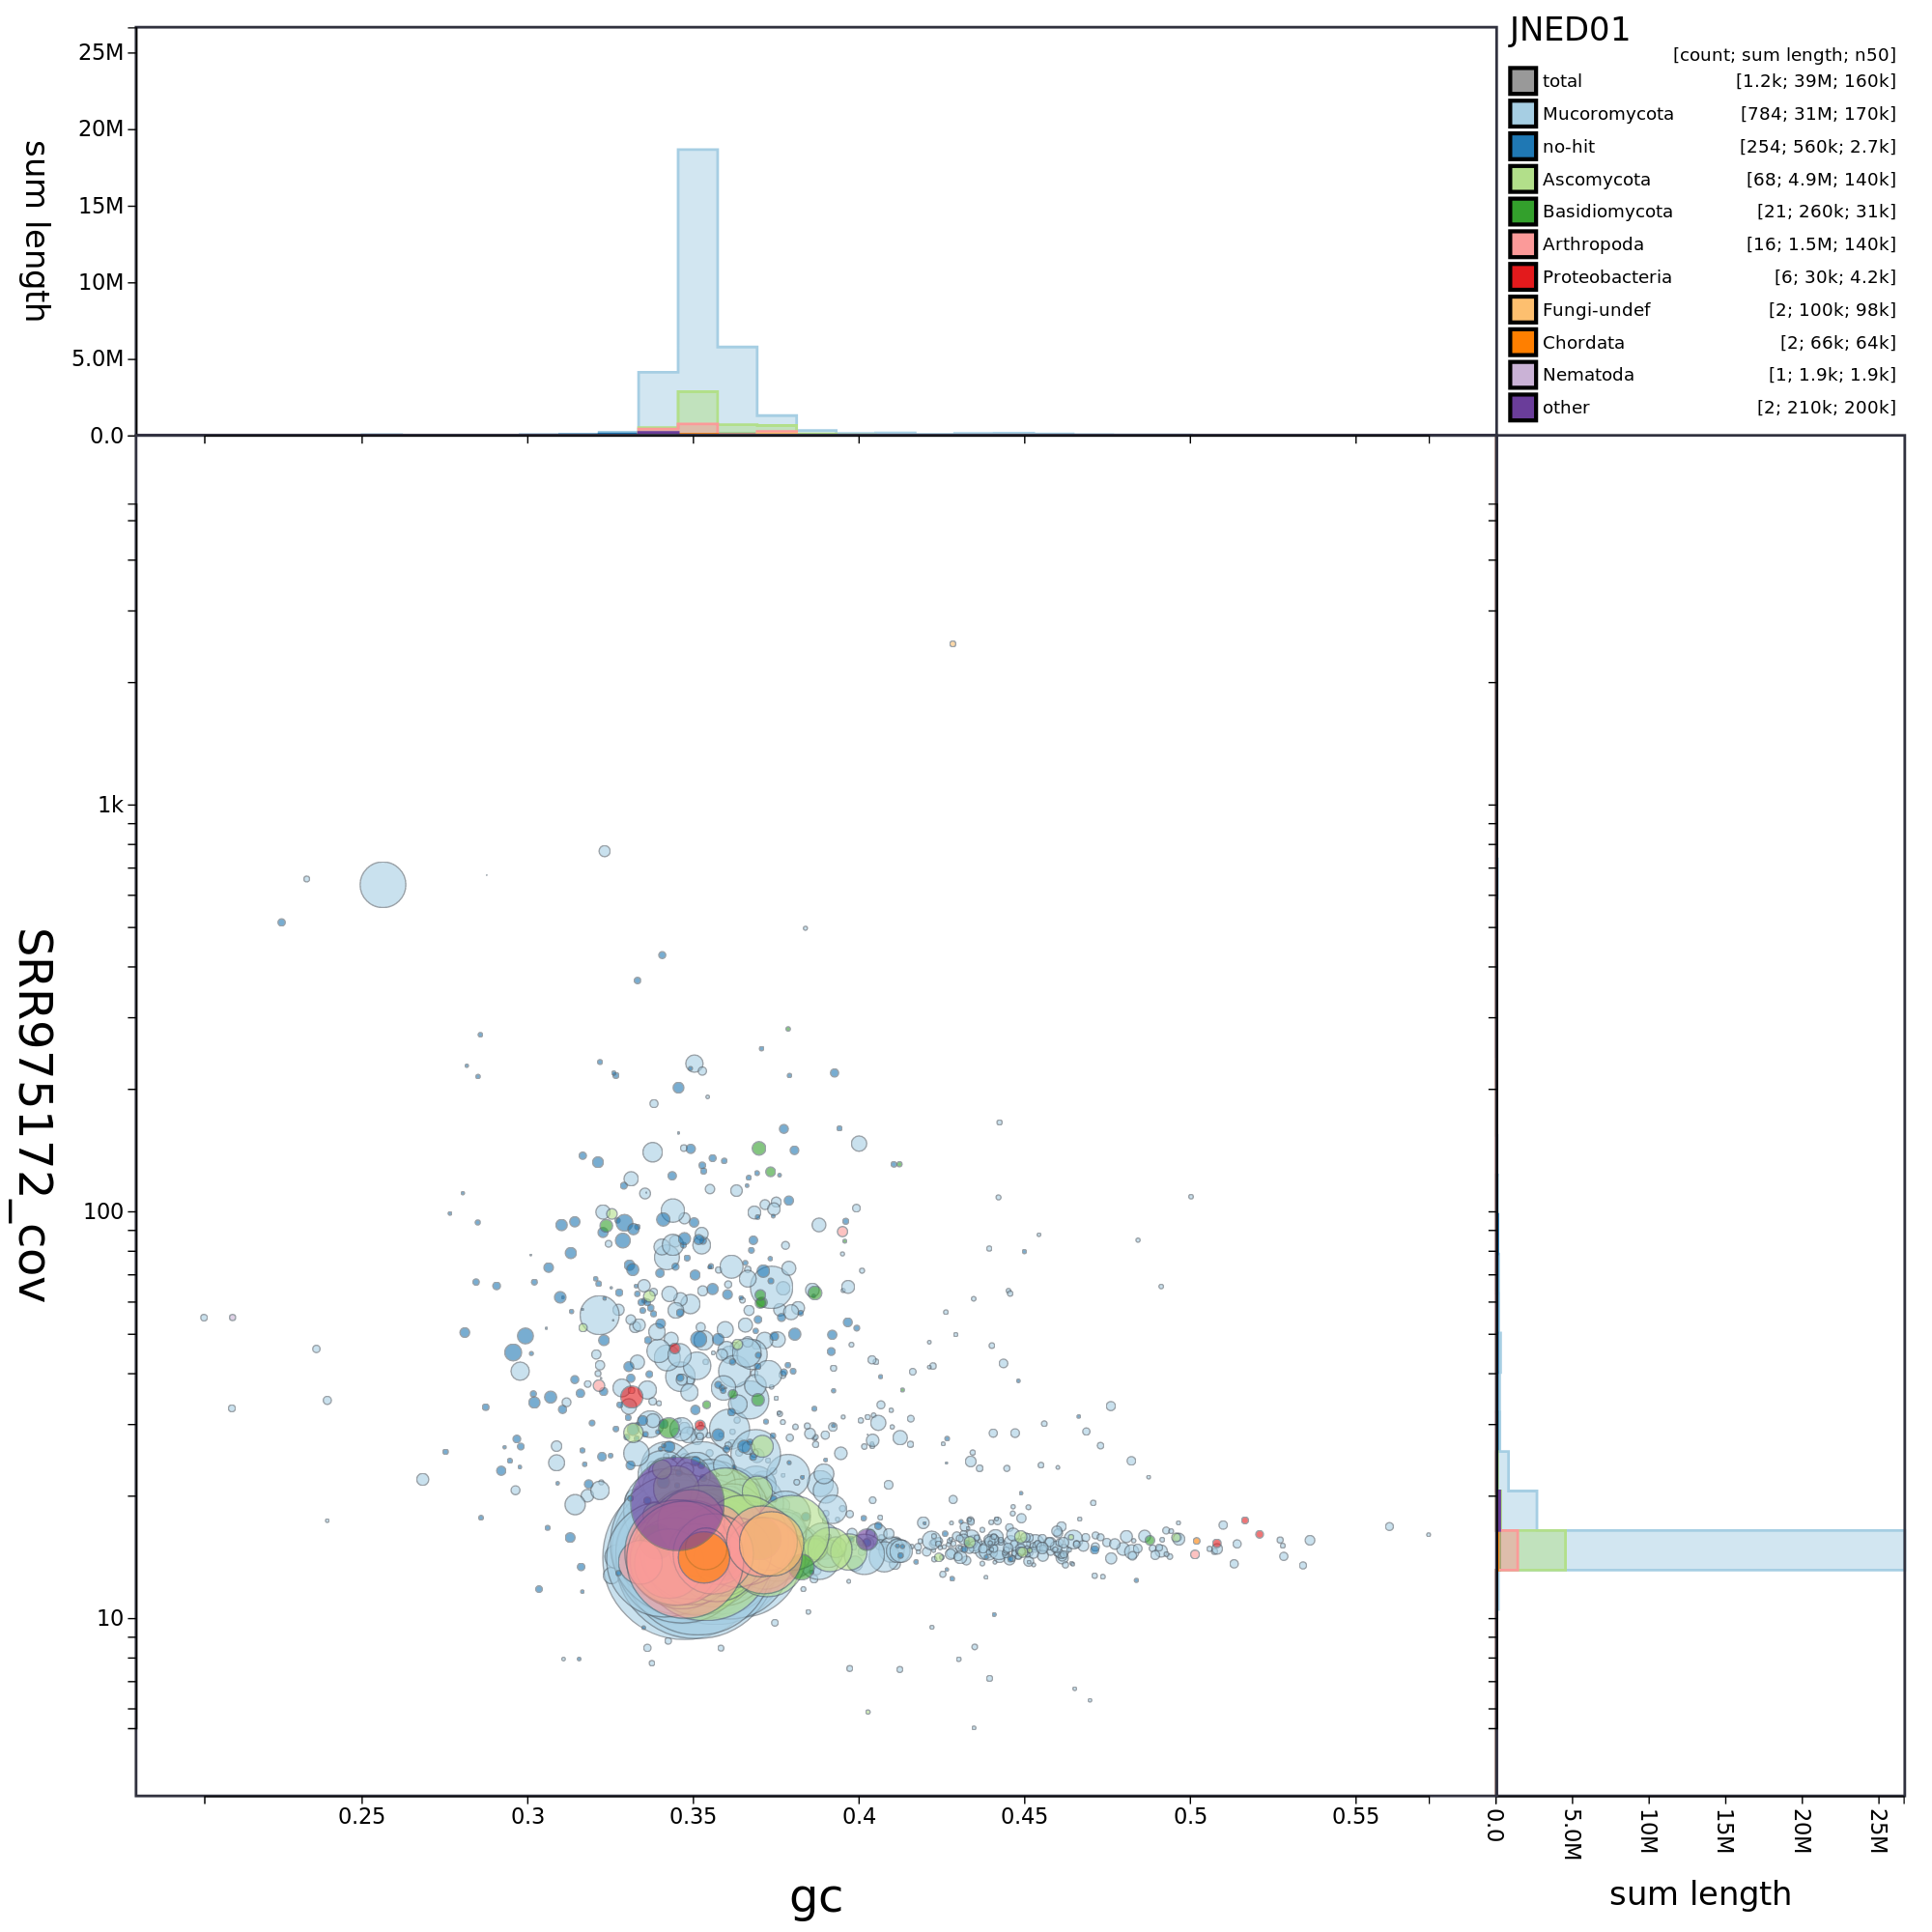 JNED01
[count; sum length; n50]
total [1.2k; 39M; 160k]
Mucoromycota [784; 31M; 170k]
no-hit [254; 560k; 2.7k]
Ascomycota [68; 4.9M; 140k]
Basidiomycota [21; 260k; 31k]
Arthropoda [16; 1.5M; 140k]
Proteobacteria [6; 30k; 4.2k]
Fungi-undef [2; 100k; 98k]
Chordata [2; 66k; 64k]
Nematoda [1; 1.9k; 1.9k]
other [2; 210k; 200k]
sum length
25M
20M
15M
10M
5.0M
0.0
SRR975172_cov
1k
100
10
0.25
0.3
0.35
0.4
0.45
0.5
0.55
gc
0.0
5.0M
10M
15M
20M
25M
sum length